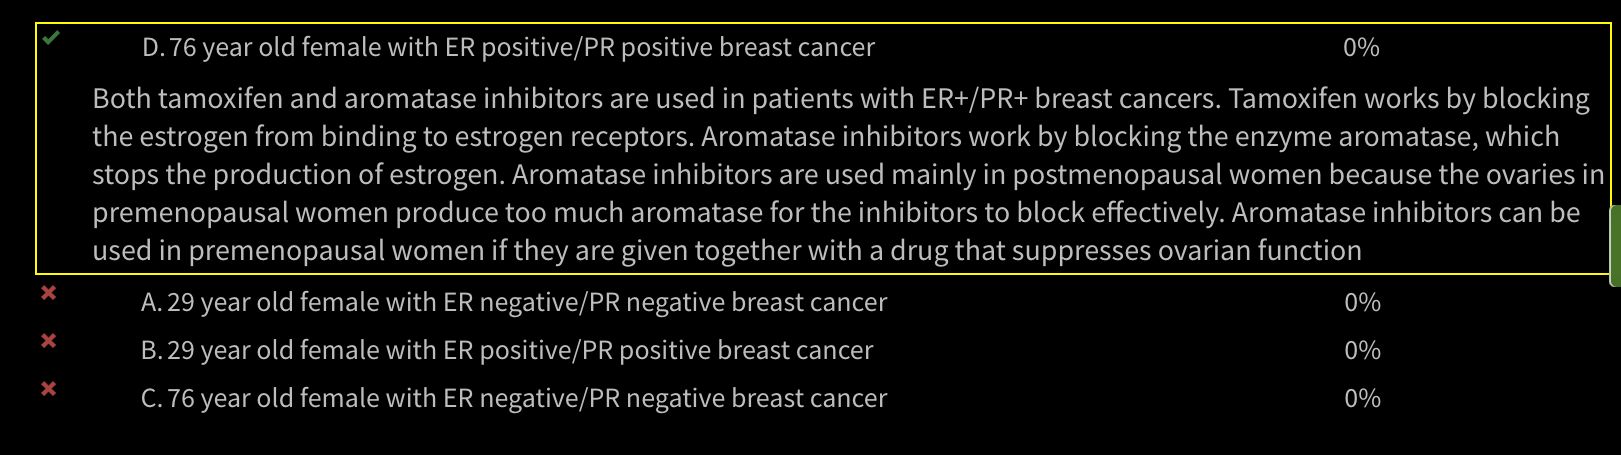 D. 76 year old female with ER positive/PR positive breast cancer 0%
Both tamoxifen and aromatase inhibitors are used in patients with ER+/PR+ breast cancers. Tamoxifen works by blocking
the estrogen from binding to estrogen receptors. Aromatase inhibitors work by blocking the enzyme aromatase, which
stops the production of estrogen. Aromatase inhibitors are used mainly in postmenopausal women because the ovaries in
premenopausal women produce too much aromatase for the inhibitors to block effectively. Aromatase inhibitors can be
used in premenopausal women if they are given together with a drug that suppresses ovarian function
A. 29 year old female with ER negative/PR negative breast cancer 0%
B. 29 year old female with ER positive/PR positive breast cancer 0%
C. 76 year old female with ER negative/PR negative breast cancer 0%